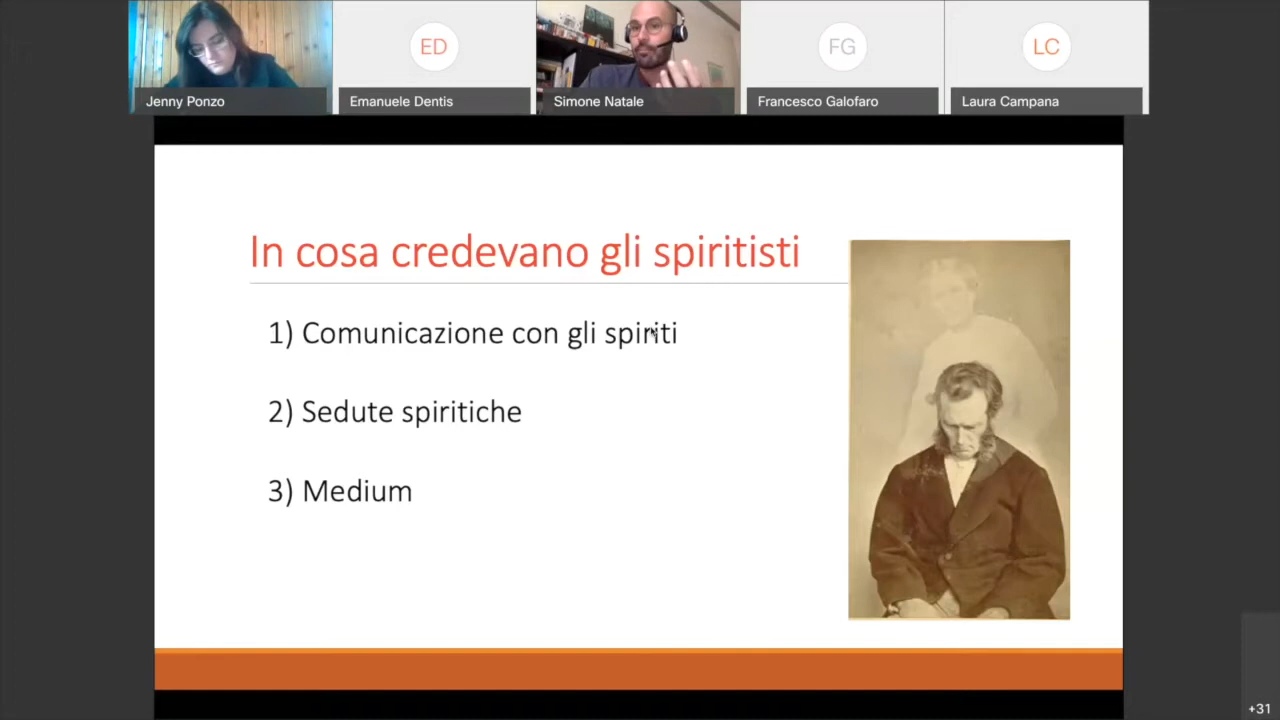 ED
FG
LC
Jenny Ponzo
Emanuele Dentis
Simone Natale
Francesco Galofaro
Laura Campana
In cosa credevano gli spiritisti
1) Comunicazione con gli spiriti
2) Sedute spiritiche
3) Medium
+31